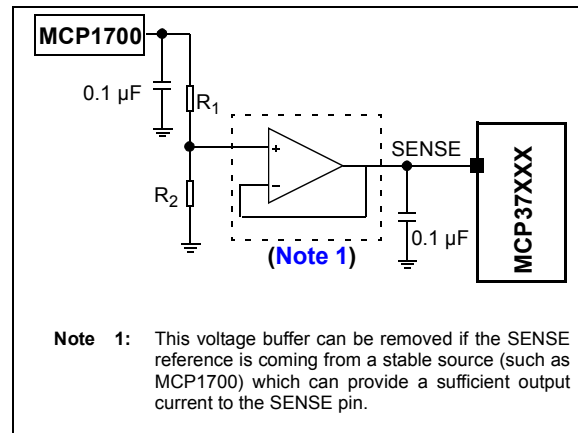 MCP1700
0.1 µF
R1
SENSE
R2
0.1 µF
MCP37XXX
(Note 1)
Note 1: This voltage buffer can be removed if the SENSE
reference is coming from a stable source (such as
MCP1700) which can provide a sufficient output
current to the SENSE pin.